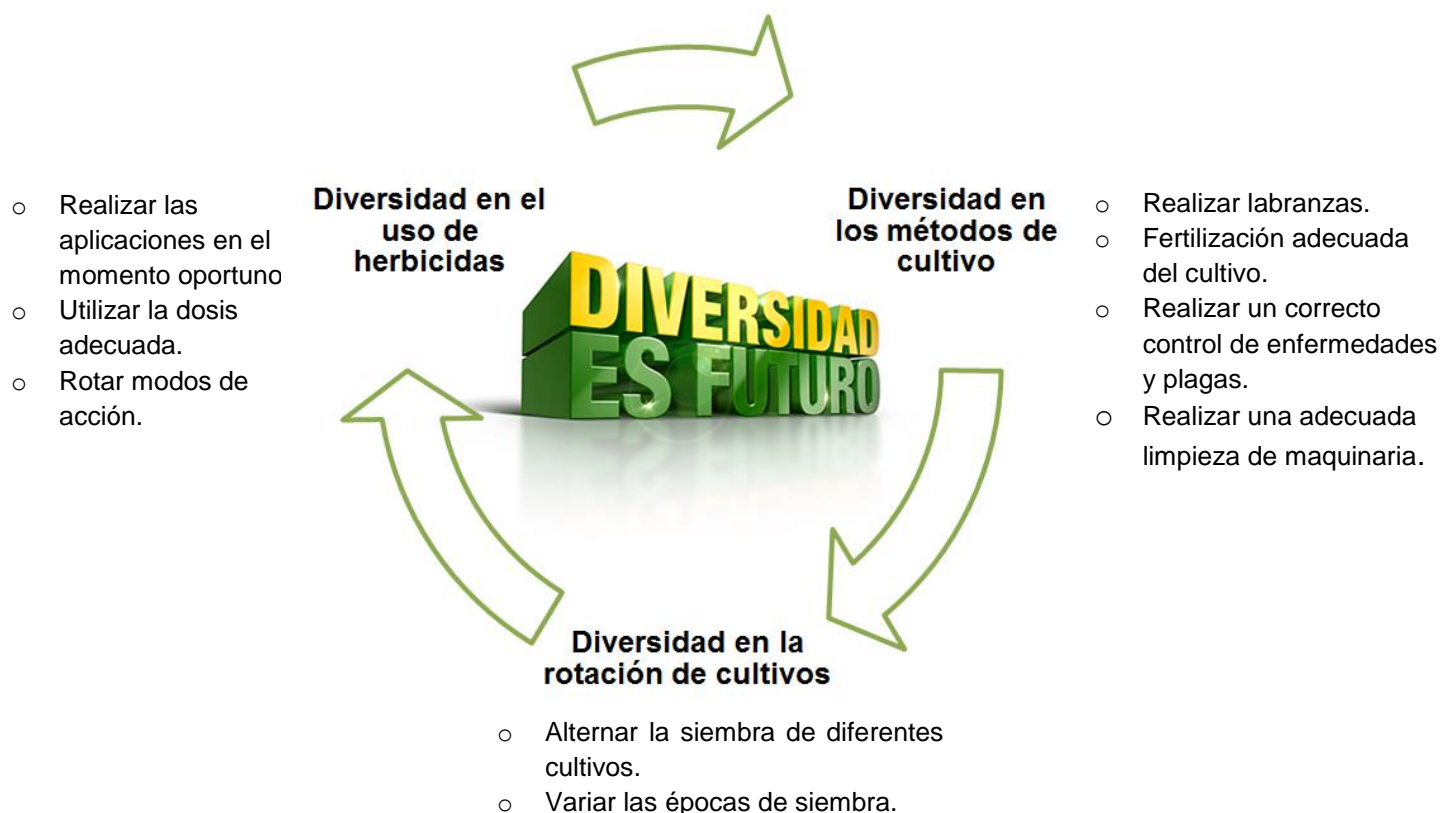 Diversidad en el
uso de
herbicidas
o Realizar las
aplicaciones en el
momento oportuno
o Utilizar la dosis
adecuada.
o Rotar modos de
acción.
DIVERSIDAD
ES FUTURO
Diversidad en
los métodos de
cultivo
o Realizar labranzas.
o Fertilización adecuada
del cultivo.
o Realizar un correcto
control de enfermedades
y plagas.
o Realizar una adecuada
limpieza de maquinaria.
Diversidad en la
rotación de cultivos
o Alternar la siembra de diferentes
cultivos.
o Variar las épocas de siembra.